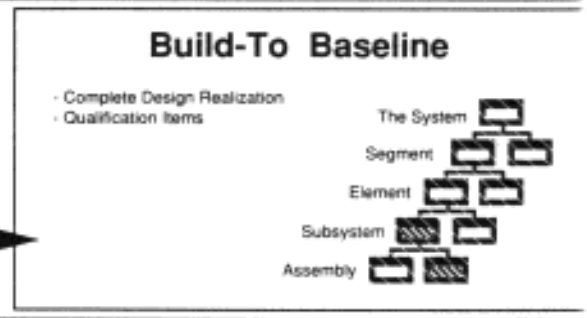 Build-To Baseline
- Complete Design Realization
- Qualification Items
The System
Segment
Element
Subsystem
Assembly